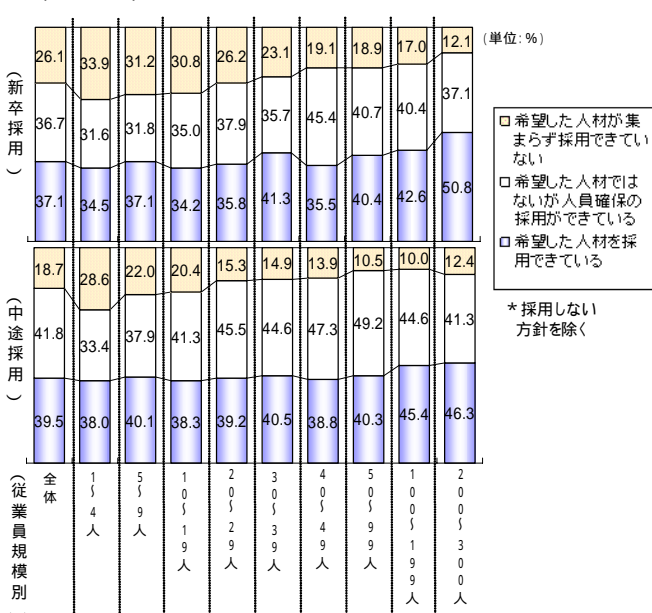 (単位:%)
(新卒採用)
26.1 33.9 31.2 30.8 26.2 23.1 19.1 18.9 17.0 12.1
36.7 31.6 31.8 35.0 37.9 35.7 45.4 40.7 40.4 37.1
37.1 34.5 37.1 34.2 35.8 41.3 35.5 40.4 42.6 50.8
希望した人材が集
まらず採用できてい
ない
希望した人材では
ないが人員確保の
採用ができている
希望した人材を採
用できている
*採用しない
方針を除く
(中途採用)
18.7 28.6 22.0 20.4 15.3 14.9 13.9 10.5 10.0 12.4
41.8 33.4 37.9 41.3 45.5 44.6 47.3 49.2 44.6 41.3
39.5 38.0 40.1 38.3 39.2 40.5 38.8 40.3 45.4 46.3
(従業員規模別
全体
1~4人
5~9人
10~19人
20~29人
30~39人
40~49人
50~99人
100~199人
200~300人